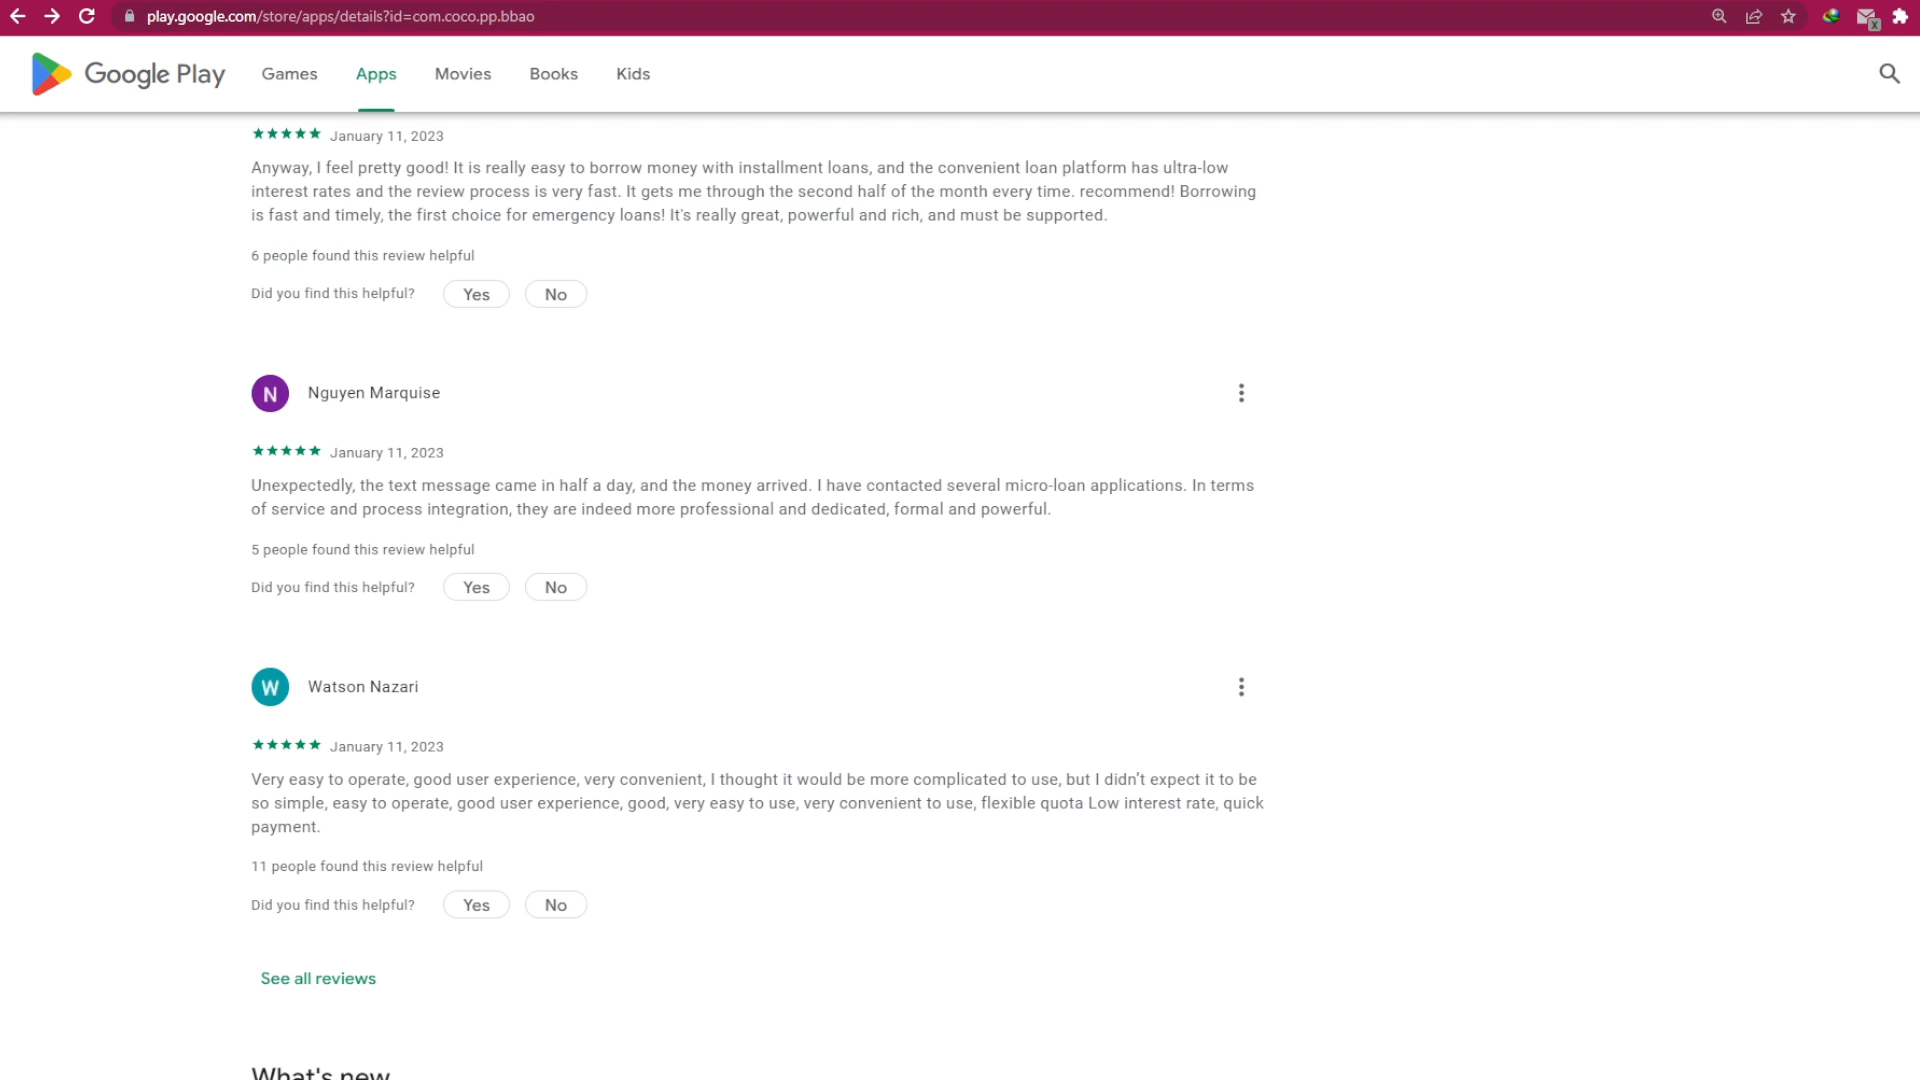 play.google.com/store/apps/details?id=com.coco.pp.bbao
Google Play Games Apps Movies Books Kids
January 11, 2023
Anyway, I feel pretty good! It is really easy to borrow money with installment loans, and the convenient loan platform has ultra-low
interest rates and the review process is very fast. It gets me through the second half of the month every time. recommend! Borrowing
is fast and timely, the first choice for emergency loans! It's really great, powerful and rich, and must be supported.
6 people found this review helpful
Did you find this helpful? Yes No
N Nguyen Marquise
January 11, 2023
Unexpectedly, the text message came in half a day, and the money arrived. I have contacted several micro-loan applications. In terms
of service and process integration, they are indeed more professional and dedicated, formal and powerful.
5 people found this review helpful
Did you find this helpful? Yes No
W Watson Nazari
January 11, 2023
Very easy to operate, good user experience, very convenient, I thought it would be more complicated to use, but I didn’t expect it to be
so simple, easy to operate, good user experience, good, very easy to use, very convenient to use, flexible quota Low interest rate, quick
payment.
11 people found this review helpful
Did you find this helpful? Yes No
See all reviews
What's new